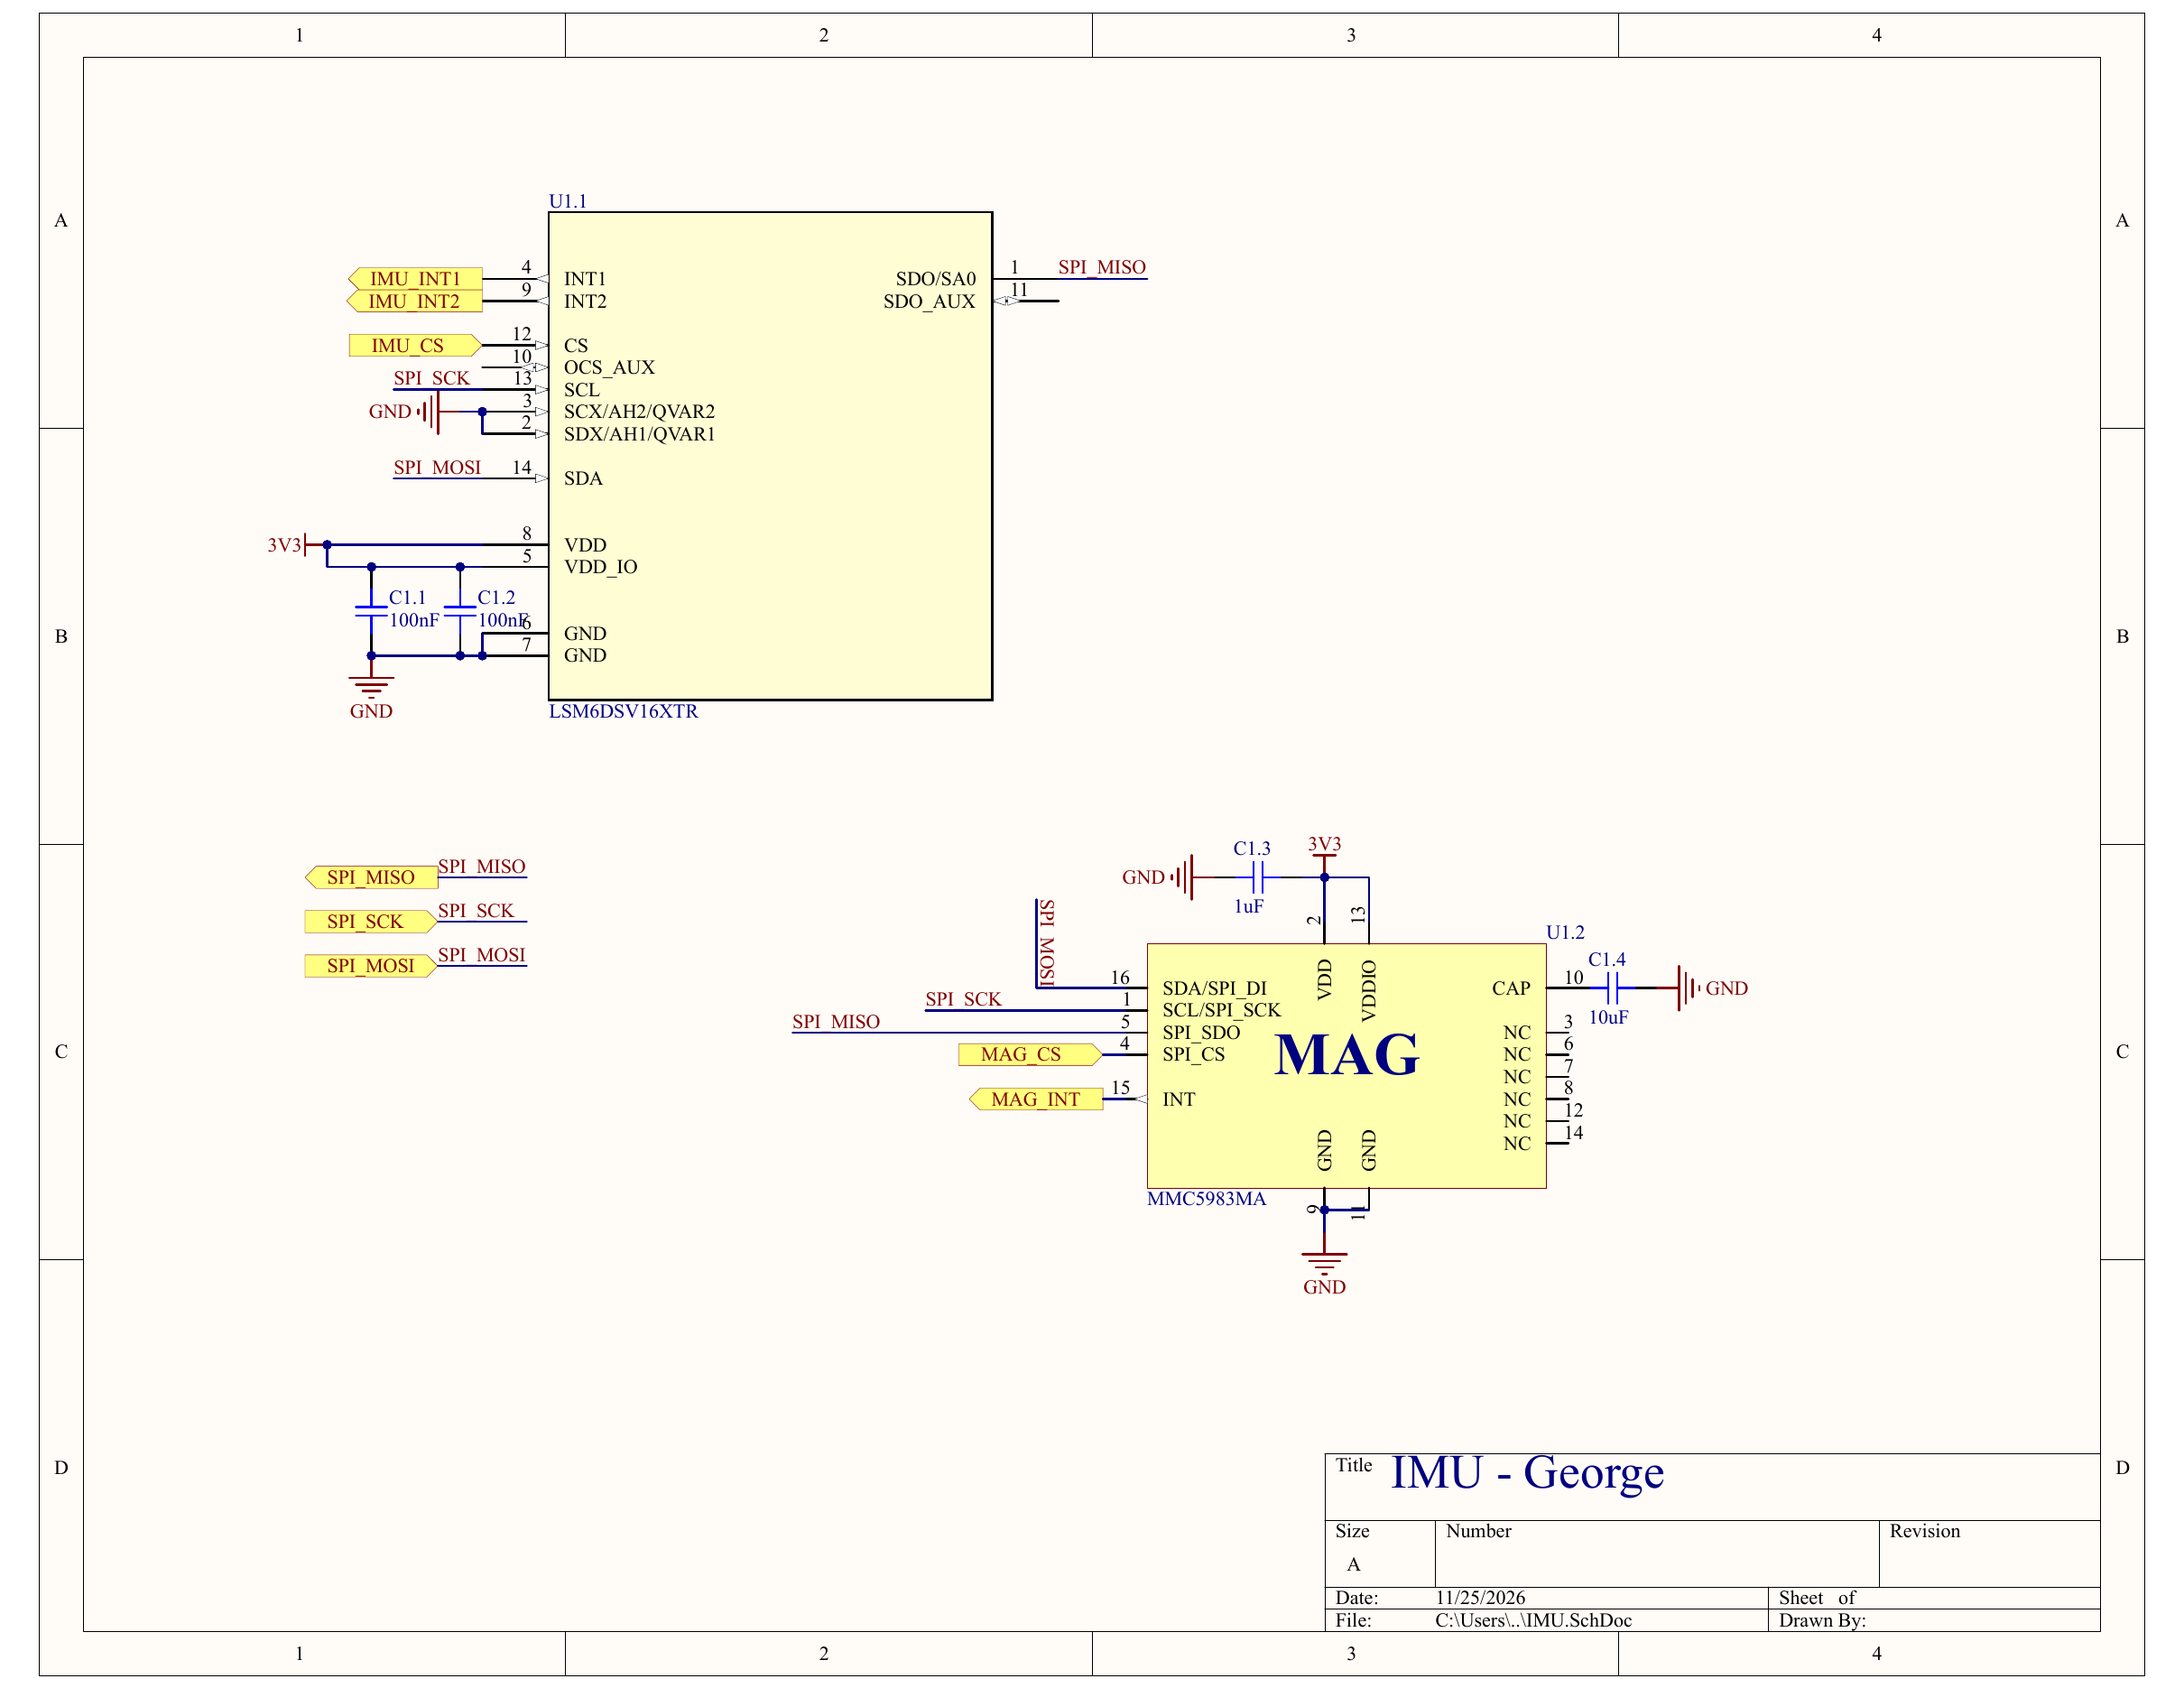 1 2 3 4
A A
U1.1
IMU_INT1 4 INT1 SDO/SA0 1 SPI_MISO
IMU_INT2 9 INT2 SDO_AUX 11
IMU_CS 12 CS
10 OCS_AUX
SPI_SCK 13 SCL
GND 3 SCX/AH2/QVAR2
2 SDX/AH1/QVAR1
SPI_MOSI 14 SDA
3V3 8 VDD
5 VDD_IO
C1.1 C1.2
100nF 100nF
6 GND
7 GND
GND
LSM6DSV16XTR
B B
SPI_MISO SPI_MISO
SPI_SCK SPI_SCK
SPI_MOSI SPI_MOSI
C1.3 3V3
GND
1uF
2 13
SPI_MOSI
U1.2
VDD VDDIO
C1.4
16 SDA/SPI_DI CAP 10 GND
SPI_SCK 1 SCL/SPI_SCK 10uF
SPI_MISO 5 SPI_SDO NC 3
MAG_CS 4 SPI_CS NC 6
MAG
NC 7
MAG_INT 15 INT NC 8
NC 12
NC 14
GND GND
MMC5983MA
9 11
GND
C C
D D
Title IMU - George
Size Number Revision
A
Date: 11/25/2026 Sheet of
File: C:\Users\..\IMU.SchDoc Drawn By:
1 2 3 4